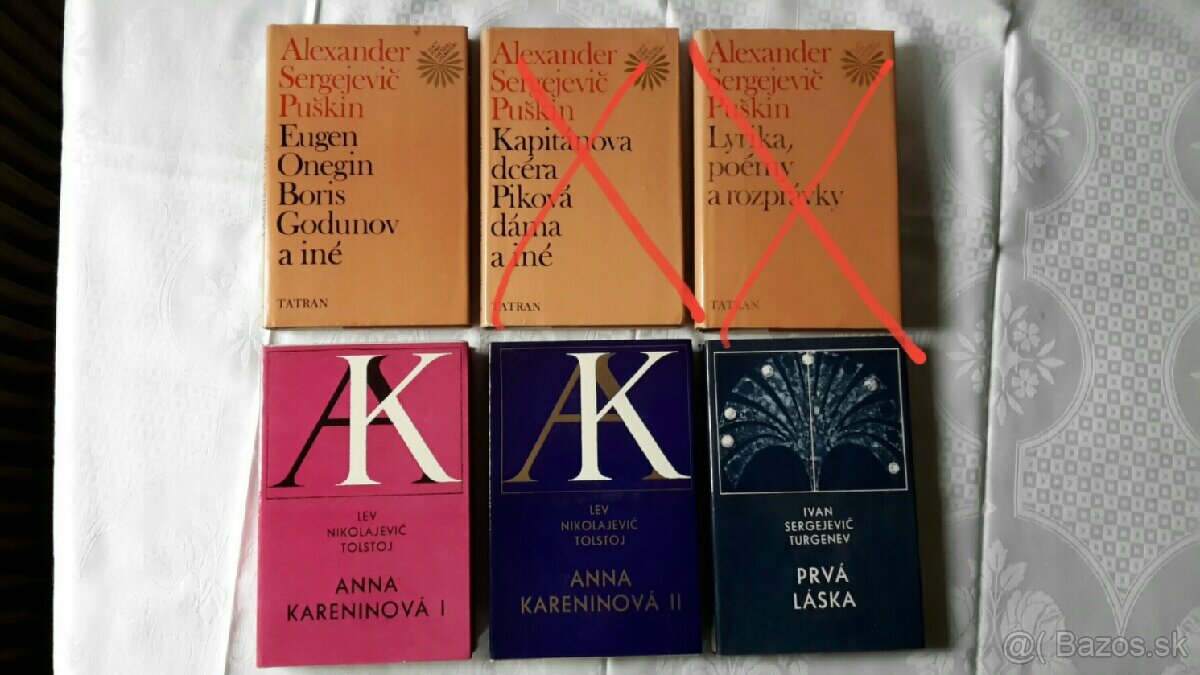 Alexander
Sergejevič
Puškin
Eugen
Onegin
Boris
Godunov
a iné
TATRAN
Alexander
Sergejevič
Puškin
Kapitánova
dcéra
Piková
dáma
a iné
TATRAN
Alexander
Sergejevič
Puškin
Lyrika,
poémy
a rozprávky
TATRAN
AK
LEV
NIKOLAJEVIČ
TOLSTOJ
ANNA
KARENINOVÁ I
AK
LEV
NIKOLAJEVIČ
TOLSTOJ
ANNA
KARENINOVÁ II
IVAN
SERGEJEVIČ
TURGENEV
PRVÁ
LÁSKA
@( Bazos.sk